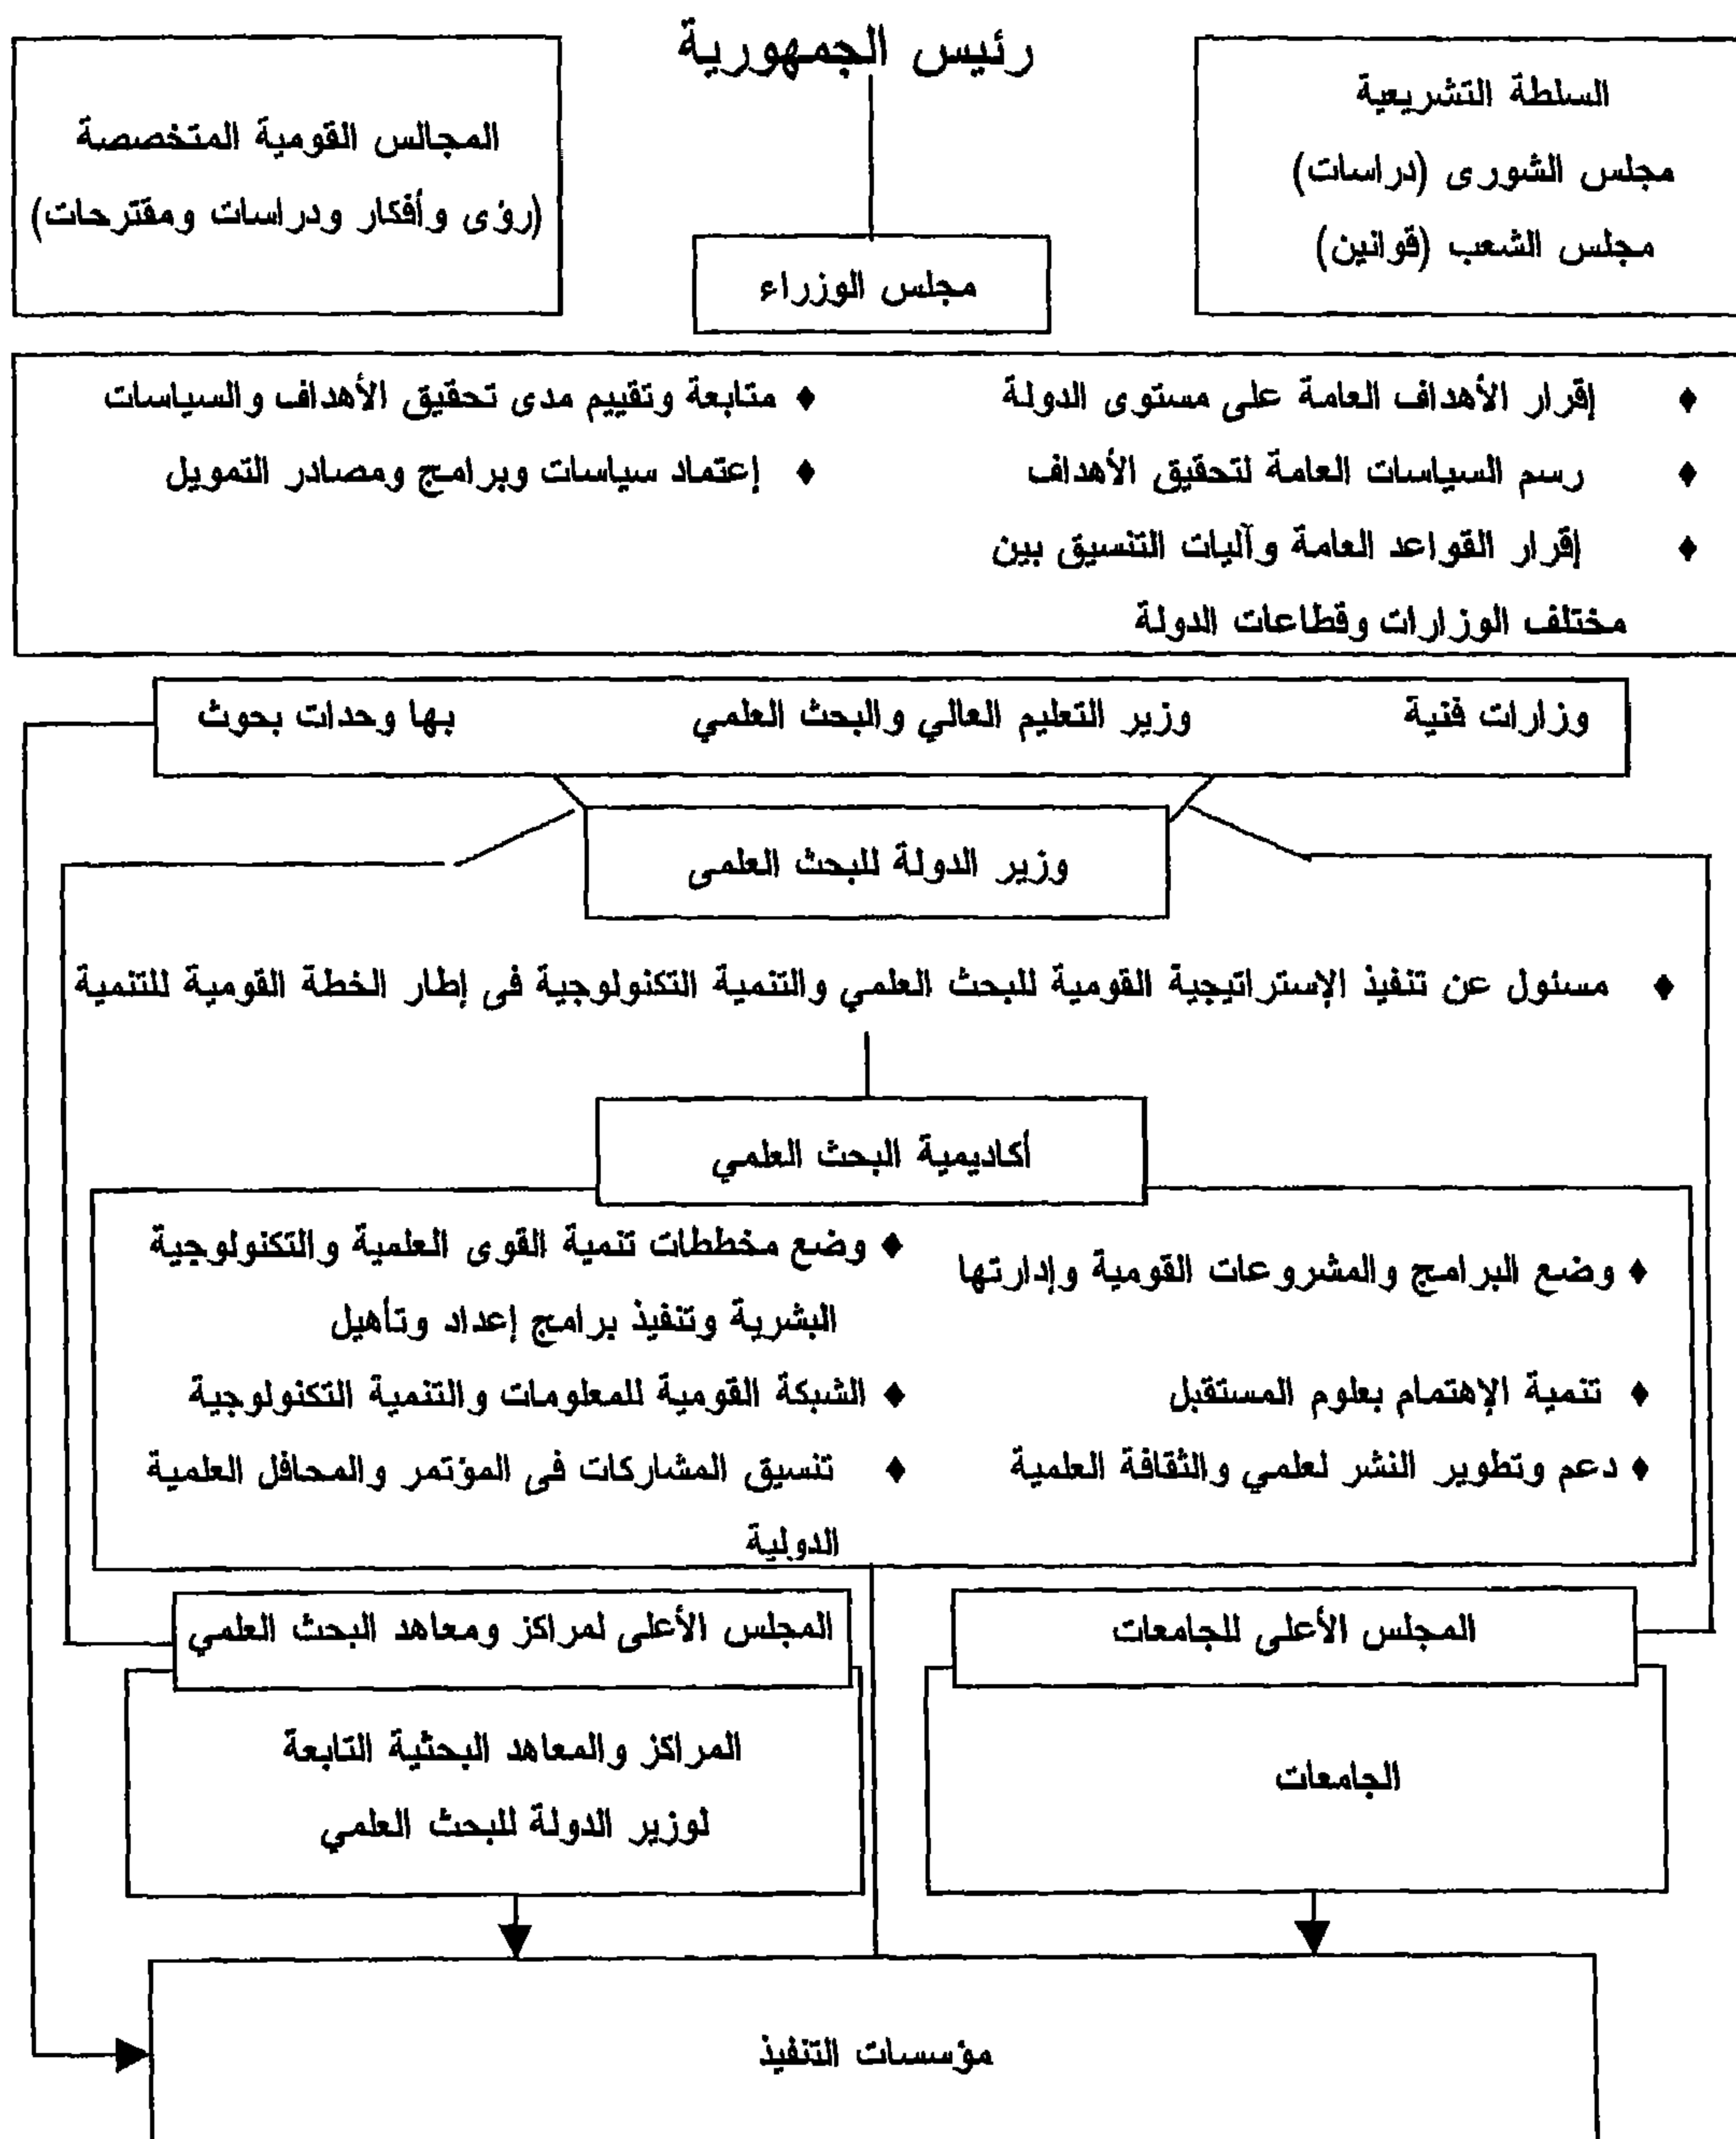 رئيس الجمهورية
السلطة التشريعية
مجلس الشورى (دراسات)
مجلس الشعب (قوانين)
المجالس القومية المتخصصة
(رؤى وأفكار ودراسات ومقترحات)
مجلس الوزراء
♦ إقرار الأهداف العامة على مستوى الدولة
♦ رسم السياسات العامة لتحقيق الأهداف
♦ إقرار القواعد العامة وآليات التنسيق بين
مختلف الوزارات وقطاعات الدولة
♦ متابعة وتقييم مدى تحقيق الأهداف والسياسات
♦ إعتماد سياسات وبرامج ومصادر التمويل
وزارات فنية وزير التعليم العالي والبحث العلمي بها وحدات بحوث
وزير الدولة للبحث العلمى
♦ مسئول عن تنفيذ الإستراتيجية القومية للبحث العلمي والتنمية التكنولوجية فى إطار الخطة القومية للتنمية
أكاديمية البحث العلمي
♦ وضع البرامج والمشروعات القومية وإدارتها
♦ تنمية الإهتمام بعلوم المستقبل
♦ دعم وتطوير النشر لعلمي والثقافة العلمية
♦ وضع مخططات تنمية القوى العلمية والتكنولوجية
البشرية وتنفيذ برامج إعداد وتأهيل
♦ الشبكة القومية للمعلومات والتنمية التكنولوجية
♦ تنسيق المشاركات فى المؤتمر والمحافل العلمية
الدولية
المجلس الأعلى للجامعات
الجامعات
المجلس الأعلى لمراكز ومعاهد البحث العلمي
المراكز والمعاهد البحثية التابعة
لوزير الدولة للبحث العلمي
مؤسسات التنفيذ